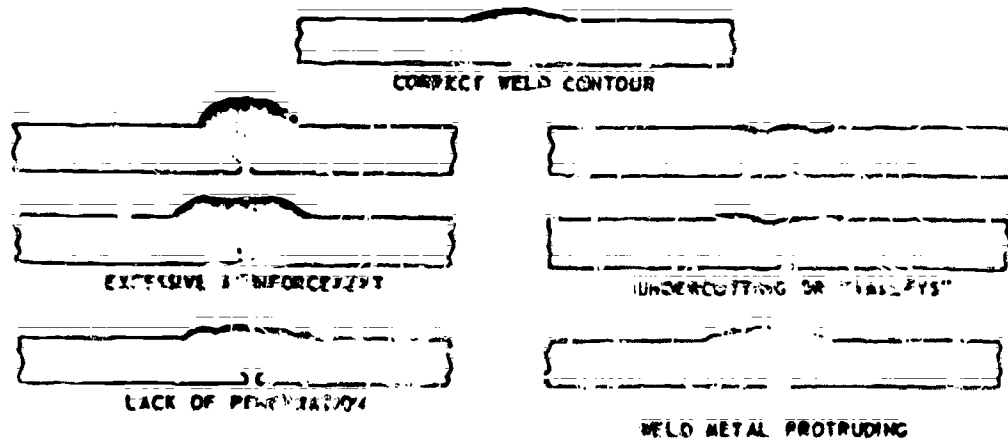 CORRECT WELD CONTOUR
EXCESSIVE REINFORCEMENT
UNDERCUTTING OR "VALLEYS"
LACK OF PENETRATION
WELD METAL PROTRUDING